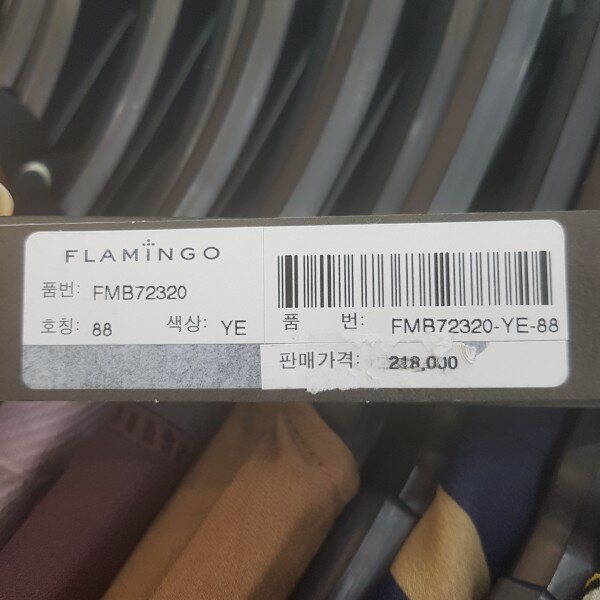 FLAMINGO
품번: FMB72320
호칭: 88 색상: YE
품 번: FMB72320-YE-88
판매가격: 218,000